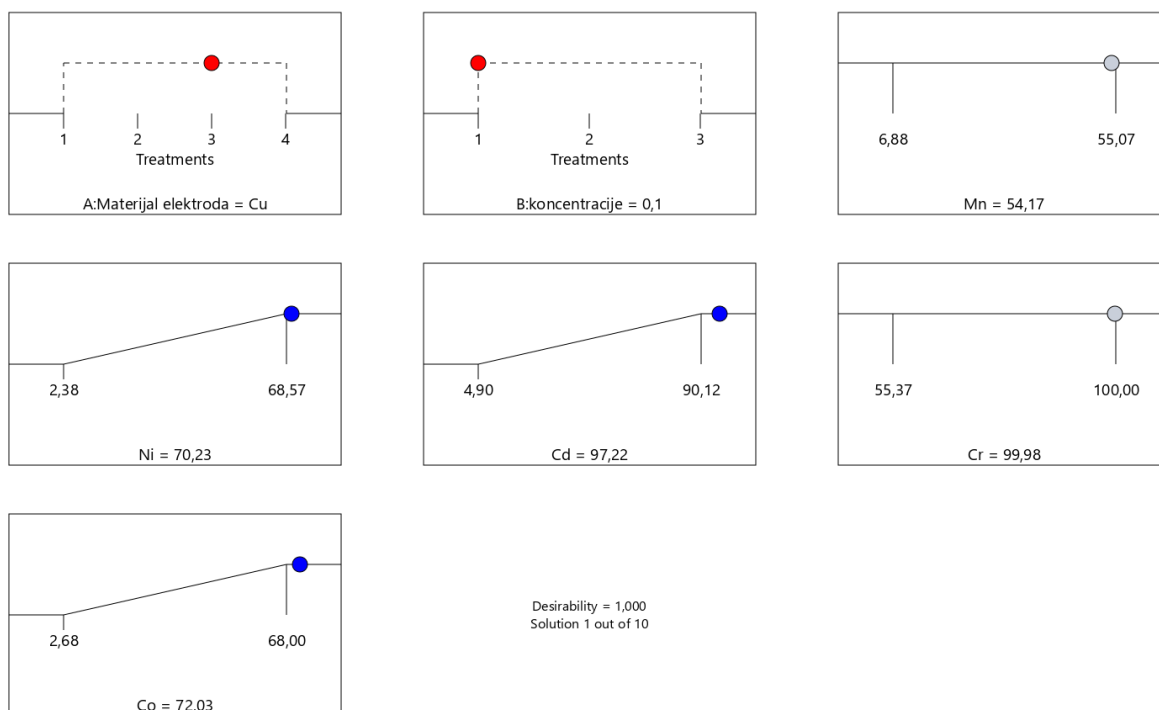 1 2 3 4
Treatments
A:Materijal elektroda = Cu
1 2 3
Treatments
B:koncentracije = 0,1
6,88 55,07
Mn = 54,17
2,38 68,57
Ni = 70,23
4,90 90,12
Cd = 97,22
55,37 100,00
Cr = 99,98
2,68 68,00
Co = 72,03
Desirability = 1,000
Solution 1 out of 10